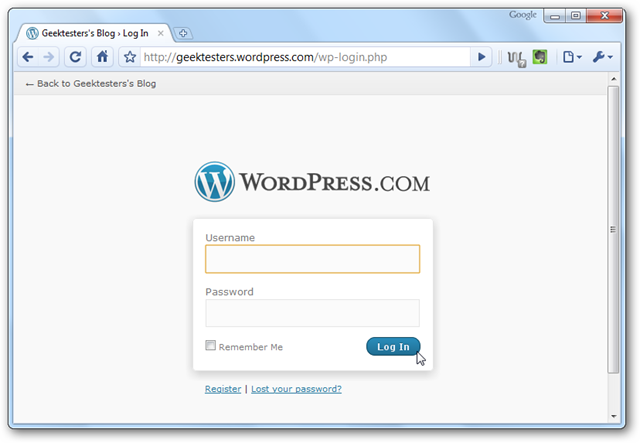 Google
Geektesters's Blog › Log In
http://geektesters.wordpress.com/wp-login.php
← Back to Geektesters's Blog
WORDPRESS.COM
Username
Password
Remember Me
Log In
Register | Lost your password?